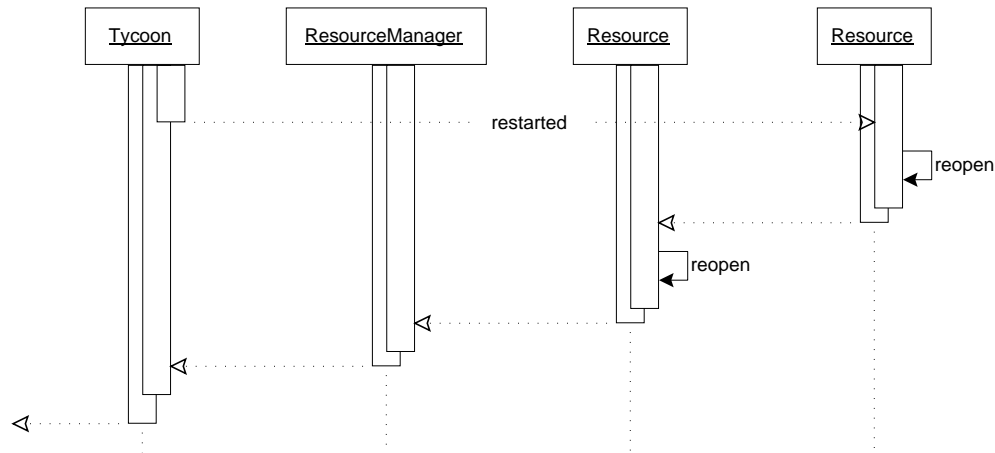 Tycoon
ResourceManager
Resource
Resource
restarted
reopen
reopen